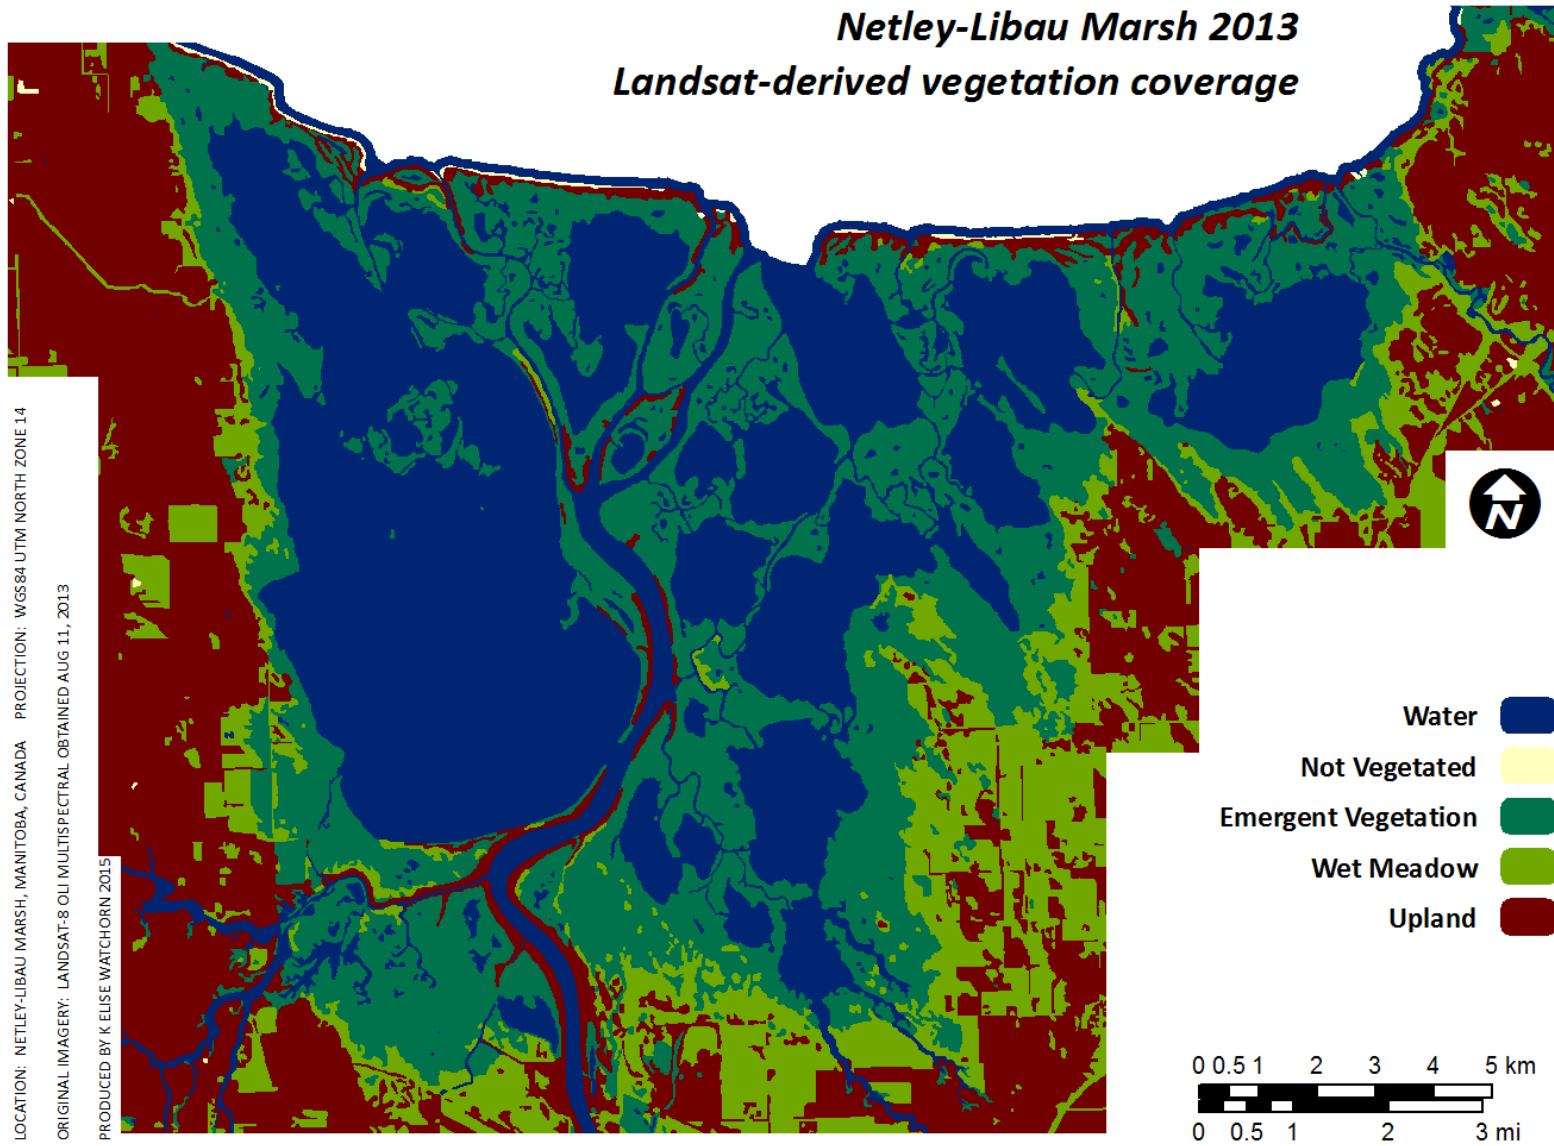 Netley-Libau Marsh 2013
Landsat-derived vegetation coverage
LOCATION: NETLEY-LIBAU MARSH, MANITOBA, CANADA PROJECTION: WGS84 UTM NORTH ZONE 14
ORIGINAL IMAGERY: LANDSAT-8 OLI MULTISPECTRAL OBTAINED AUG 11, 2013
PRODUCED BY K ELISE WATCHORN 2015
N
Water
Not Vegetated
Emergent Vegetation
Wet Meadow
Upland
0 0.5 1 2 3 4 5 km
0 0.5 1 2 3 mi